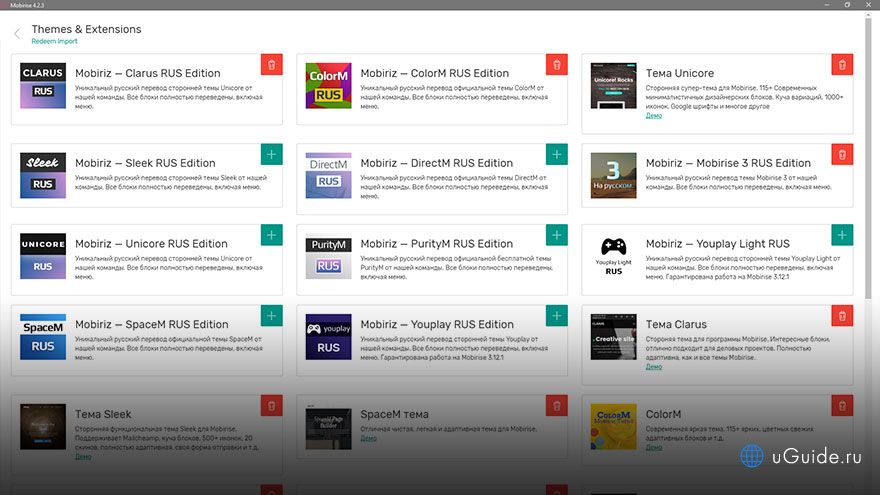 Mobirise 4.2.3
Themes & Extensions
Redeem Import
CLARUS
RUS
Mobiriz — Clarus RUS Edition
Уникальный русский перевод сторонней темы Unicore от
нашей команды. Все блоки полностью переведены, включая
меню.
ColorM
RUS
Mobiriz — ColorM RUS Edition
Уникальный русский перевод официальной темы ColorM от
нашей команды. Все блоки полностью переведены, включая
меню.
Unicore! Rocks
Тема Unicore
Сторонняя супер-тема для Mobirise. 115+ Современных
минималистичных дизайнерских блоков. Куча вариаций, 1000+
иконок, Google шрифты и многое другое
Демо
Sleek
RUS
Mobiriz — Sleek RUS Edition
Уникальный русский перевод сторонней темы Sleek от нашей
команды. Все блоки полностью переведены, включая меню.
DirectM
RUS
Mobiriz — DirectM RUS Edition
Уникальный русский перевод официальной темы DirectM от
нашей команды. Все блоки полностью переведены, включая
меню.
3
На русском.
Mobiriz — Mobirise 3 RUS Edition
Уникальный русский перевод темы Mobirise 3 от нашей
команды. Все блоки полностью переведены, включая меню.
UNICORE
RUS
Mobiriz — Unicore RUS Edition
Уникальный русский перевод сторонней темы Unicore от
нашей команды. Все блоки полностью переведены, включая
меню.
PurityM
RUS
Mobiriz — PurityM RUS Edition
Уникальный русский перевод официальной бесплатной темы
PurityM от нашей команды. Все блоки полностью переведены,
включая меню.
Youplay Light
RUS
Mobiriz — Youplay Light RUS
Уникальный русский перевод сторонней темы Youplay Light от
нашей команды. Все блоки полностью переведены, включая
меню. Гарантирована работа на Mobirise 3.12.1
SpaceM
RUS
Mobiriz — SpaceM RUS Edition
Уникальный русский перевод официальной темы SpaceM от
нашей команды. Все блоки полностью переведены, включая
меню.
youplay
RUS
Mobiriz — Youplay RUS Edition
Уникальный русский перевод сторонней темы Youplay от
нашей команды. Все блоки полностью переведены, включая
меню. Гарантирована работа на Mobirise 3.12.1
CLARUS
Creative site
Тема Clarus
Сторонняя тема для программы Mobirise. Интересные блоки,
отлично подходит для деловых проектов. Полностью
адаптивна, как и все темы Mobirise.
Демо
Тема Sleek
Сторонняя функциональная тема Sleek для Mobirise.
Поддерживает Mailchimp, куча блоков, 500+ иконок, 20
скинов, полностью адаптивная, своя форма отправки и т.д.
Демо
SpaceM тема
Отличная чистая, легкая и адаптивная тема для Mobirise.
Демо
COLORM
ColorM
Современная яркая тема. 115+ ярких, цветных свежих
адаптивных блоков и т.д.
Демо
uGuide.ru